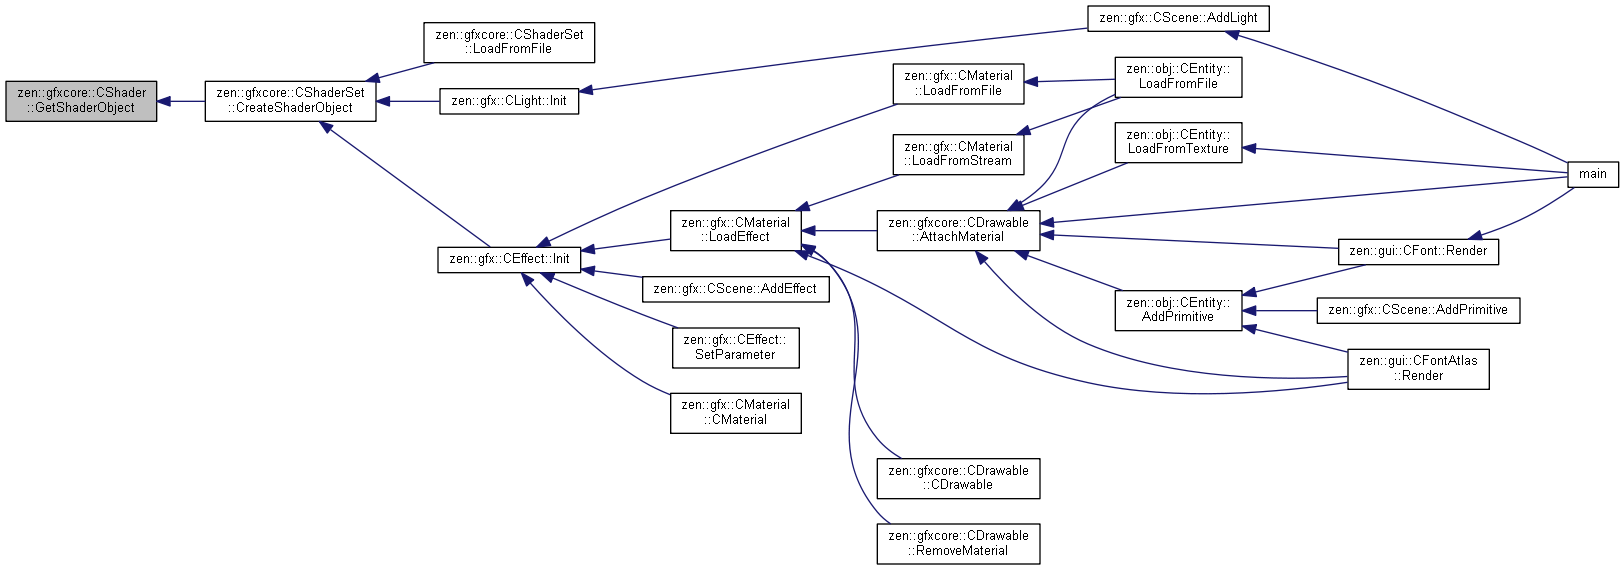 zen::gfxcore::CShader
::GetShaderObject
zen::gfxcore::CShaderSet
::CreateShaderObject
zen::gfxcore::CShaderSet
::LoadFromFile
zen::gfx::CLight::Init
zen::gfx::CEffect::Init
zen::gfx::CScene::AddLight
zen::gfx::CMaterial
::LoadFromFile
zen::gfx::CMaterial
::LoadFromStream
zen::gfx::CMaterial
::LoadEffect
zen::gfx::CScene::AddEffect
zen::gfx::CEffect::
SetParameter
zen::gfx::CMaterial
::CMaterial
zen::gfxcore::CDrawable
::AttachMaterial
zen::gfxcore::CDrawable
::CDrawable
zen::gfxcore::CDrawable
::RemoveMaterial
zen::obj::CEntity::
LoadFromFile
zen::obj::CEntity::
LoadFromTexture
zen::obj::CEntity::
AddPrimitive
zen::gui::CFont::Render
zen::gfx::CScene::AddPrimitive
zen::gui::CFontAtlas
::Render
main